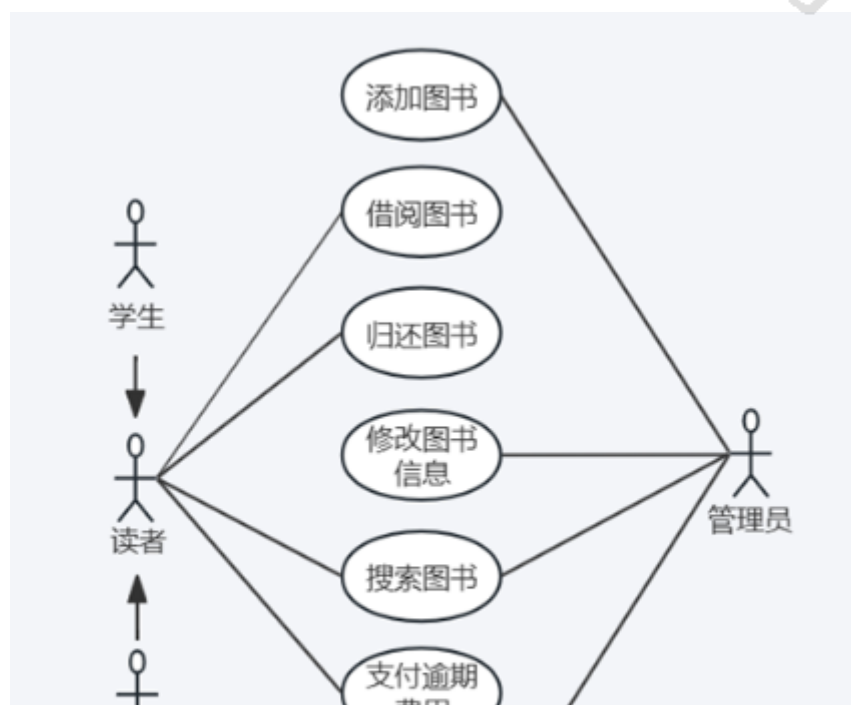 添加图书
借阅图书
学生
归还图书
修改图书
信息
管理员
读者
搜索图书
支付逾期